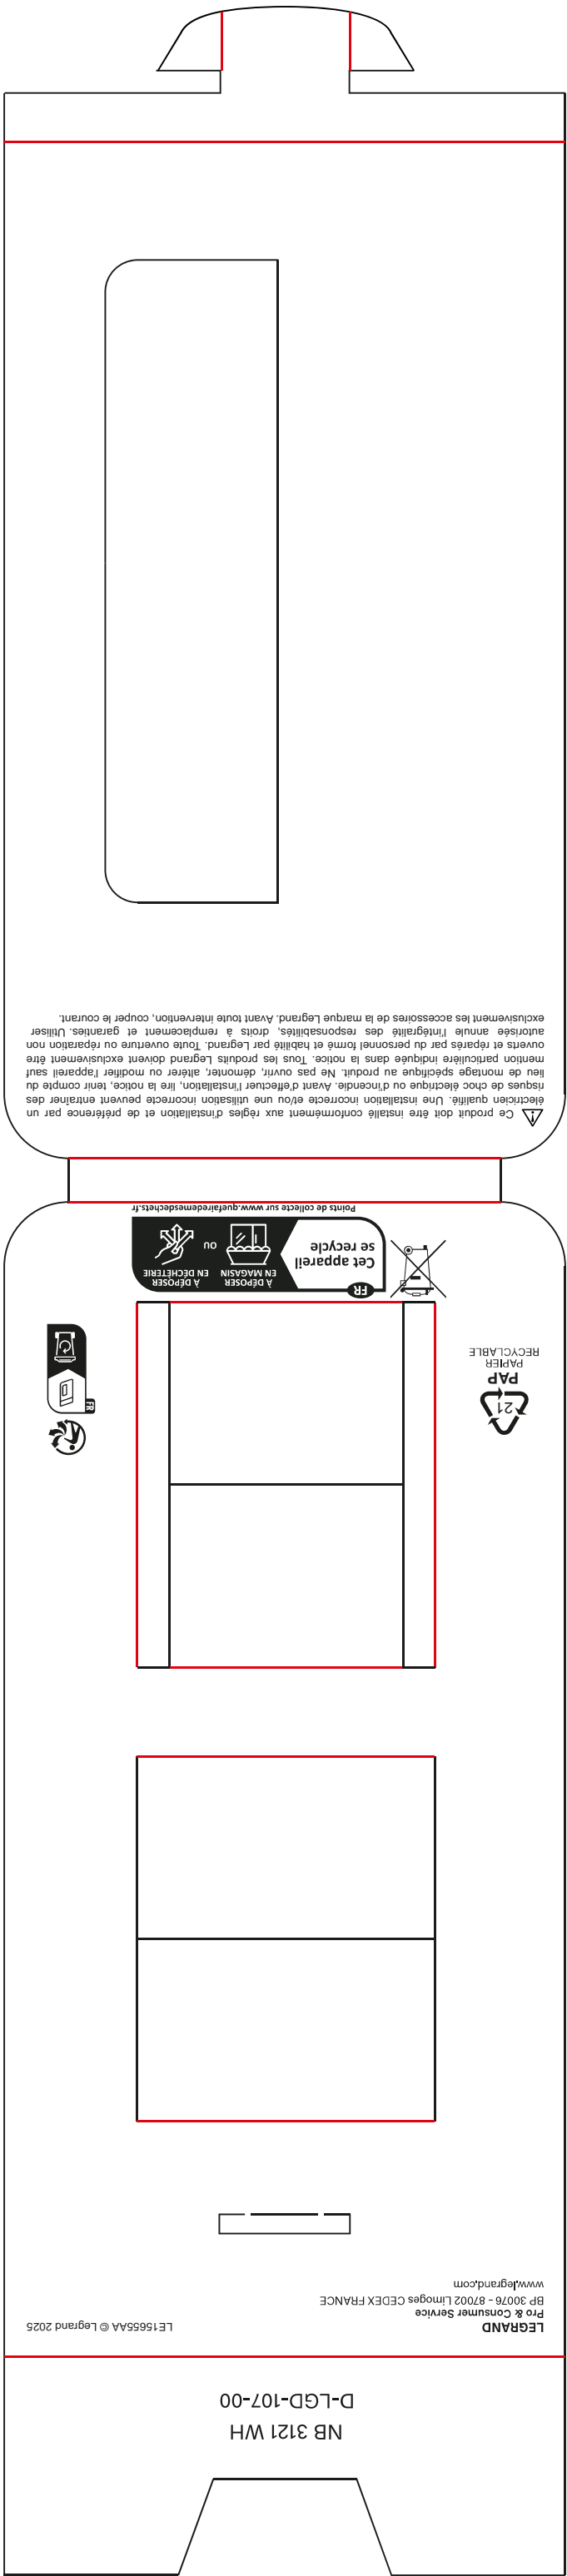 NB 3121 WH
D-LGD-107-00
LEGRAND
Pro & Consumer Service
BP 30076 - 87002 Limoges CEDEX FRANCE
www.legrand.com
LE15655AA © Legrand 2025
21
PAP
PAPIER
RECYCLABLE
FR
FR
Cet appareil
se recycle
À DÉPOSER
EN MAGASIN
ou
À DÉPOSER
EN DÉCHÈTERIE
Points de collecte sur www.quefairedemesdechets.fr
Ce produit doit être installé conformément aux règles d'installation et de préférence par un
électricien qualifié. Une installation incorrecte et/ou une utilisation incorrecte peuvent entraîner des
risques de choc électrique ou d'incendie. Avant d'effectuer l'installation, lire la notice, tenir compte du
lieu de montage spécifique au produit. Ne pas ouvrir, démonter, altérer ou modifier l'appareil sauf
mention particulière indiquée dans la notice. Tous les produits Legrand doivent exclusivement être
ouverts et réparés par du personnel formé et habilité par Legrand. Toute ouverture ou réparation non
autorisée annule l'intégralité des responsabilités, droits à remplacement et garanties. Utiliser
exclusivement les accessoires de la marque Legrand. Avant toute intervention, couper le courant.